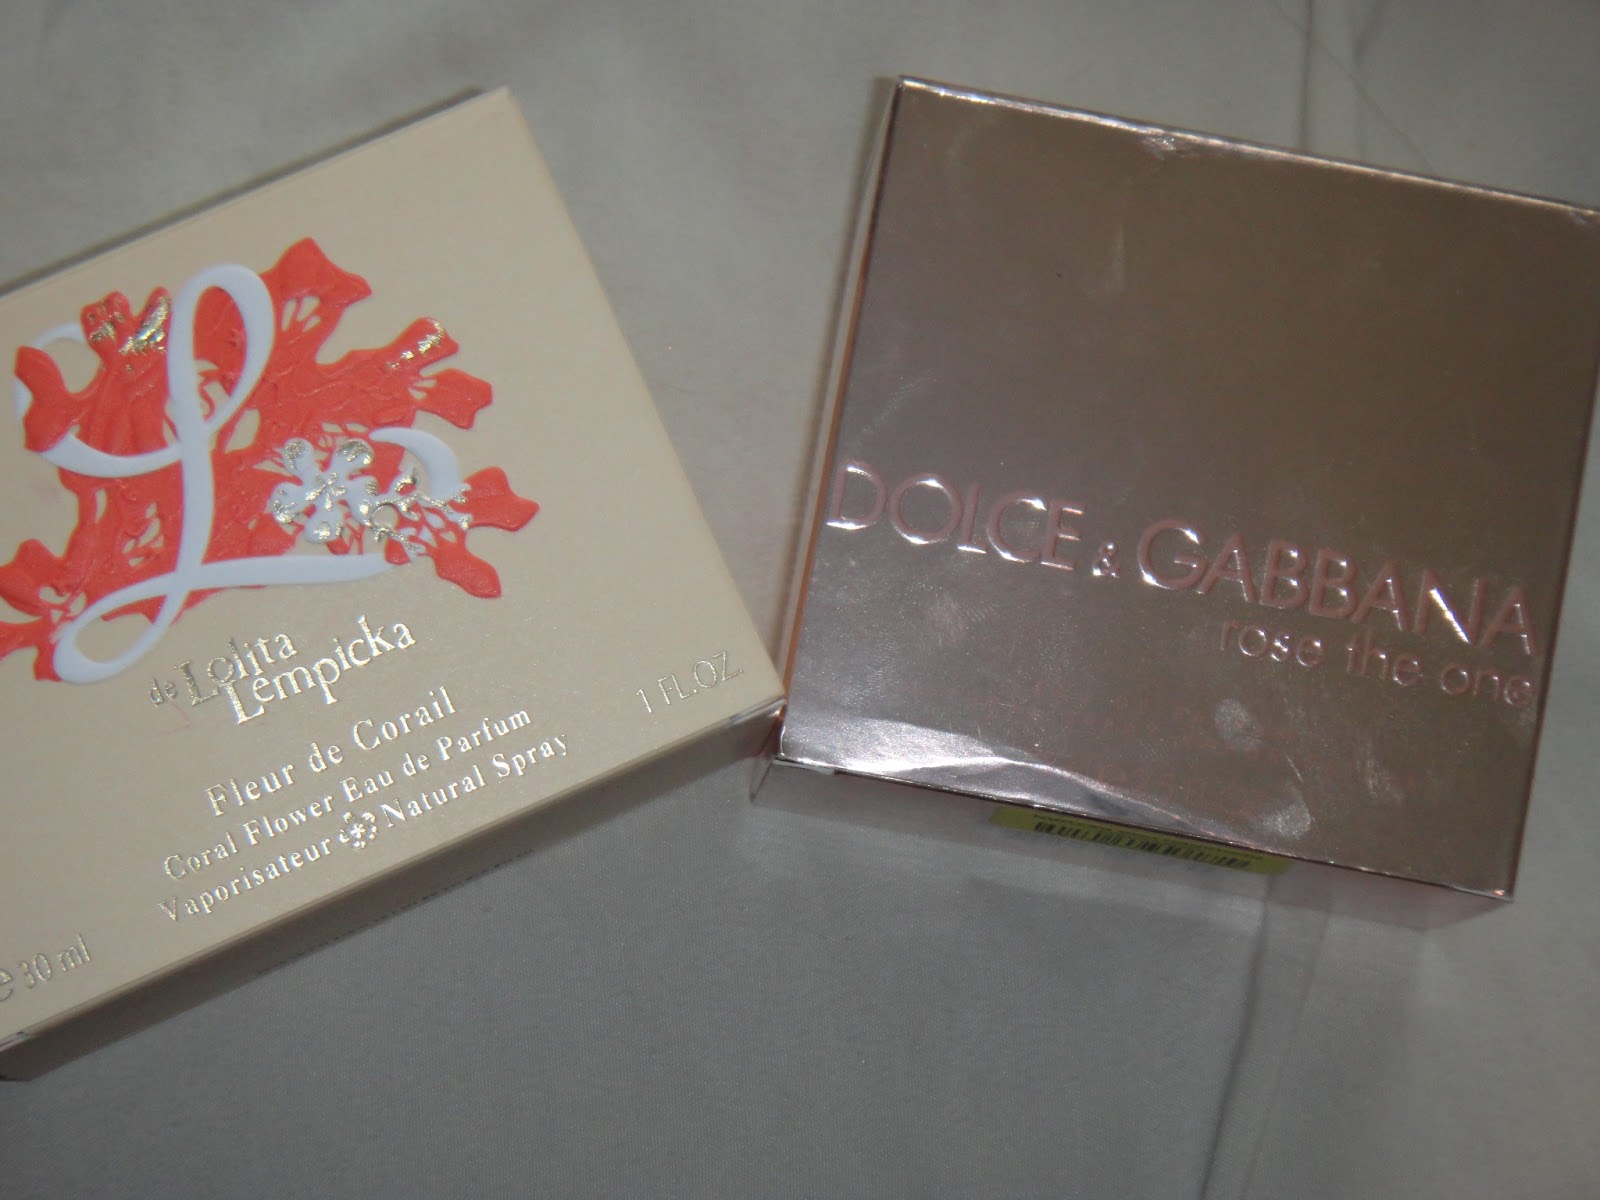 L
de Lolita
Lempicka
Fleur de Corail
Coral Flower Eau de Parfum
Vaporisateur Natural Spray
1 FL.OZ.
e 30 ml
DOLCE & GABBANA
rose the one